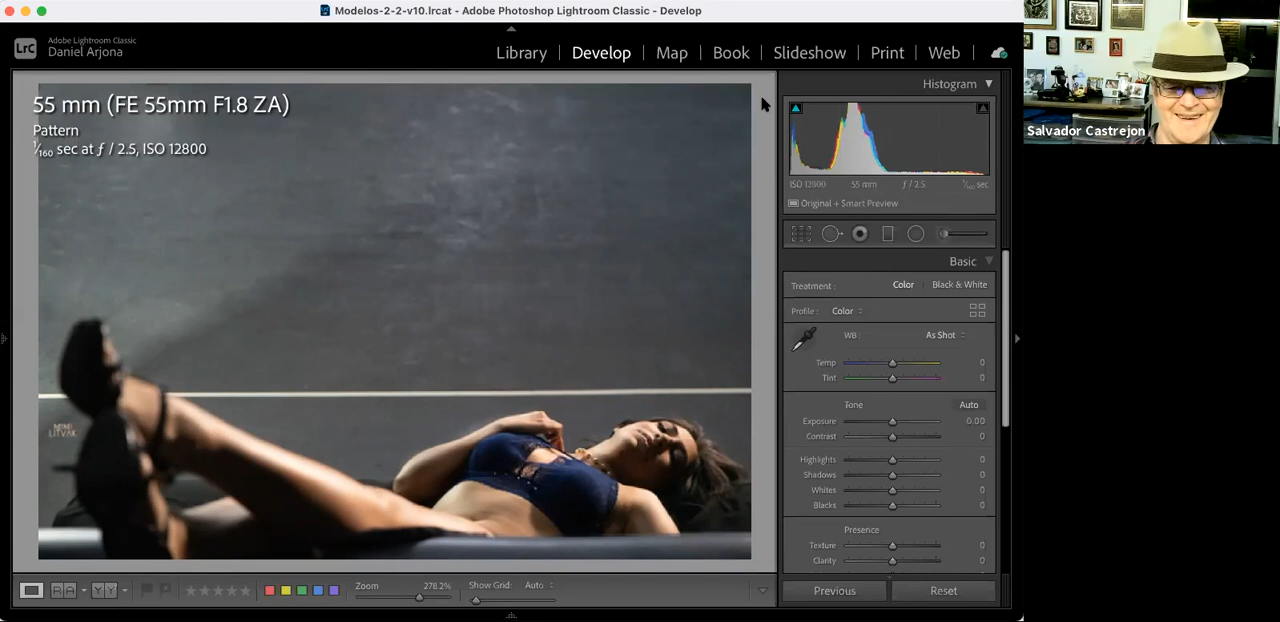 Modelos-2-2-v10.lrcat - Adobe Photoshop Lightroom Classic - Develop
LrC
Adobe Lightroom Classic
Daniel Arjona
Library | Develop | Map | Book | Slideshow | Print | Web |
55 mm (FE 55mm F1.8 ZA)
Pattern
1/160 sec at ƒ / 2.5, ISO 12800
LITVAK
Histogram
ISO 12800 55 mm ƒ / 2.5 1/160 sec
Original + Smart Preview
Basic
Treatment : Color | Black & White
Profile : Color
WB : As Shot
Temp 0
Tint 0
Tone Auto
Exposure 0.00
Contrast 0
Highlights 0
Shadows 0
Whites 0
Blacks 0
Presence
Texture 0
Clarity 0
Previous Reset
Zoom 278.2% Show Grid: Auto
Salvador Castrejon